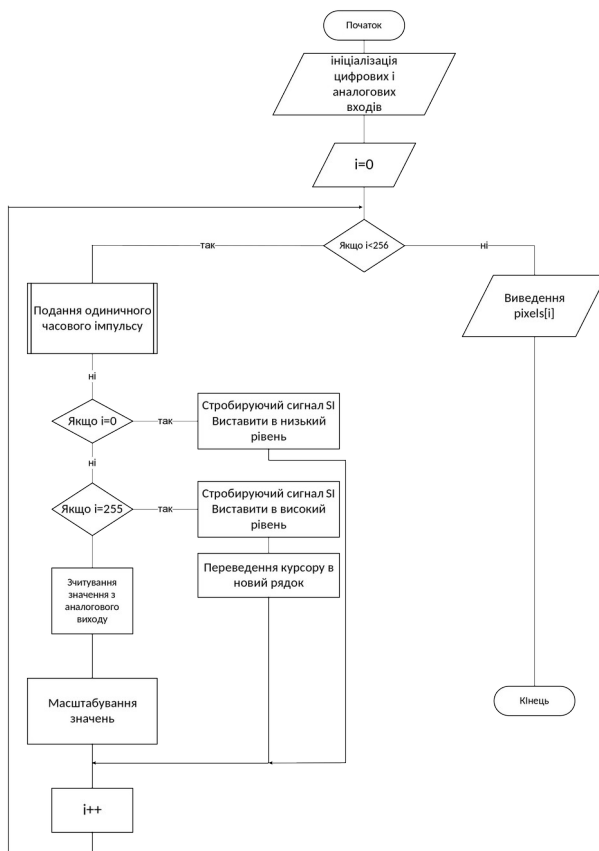 Початок
ініціалізація
цифрових і
аналогових
входів
i=0
Якщо i<256
так
ні
Подання одиничного
часового імпульсу
Виведення
pixels[i]
ні
Якщо i=0
так
Стробируючий сигнал SI
Виставити в низький
рівень
ні
Якщо i=255
так
Стробируючий сигнал SI
Виставити в високий
рівень
Переведення курсору в
новий рядок
Зчитування
значення з
аналогового
виходу
Масштабування
значень
Кінець
i++